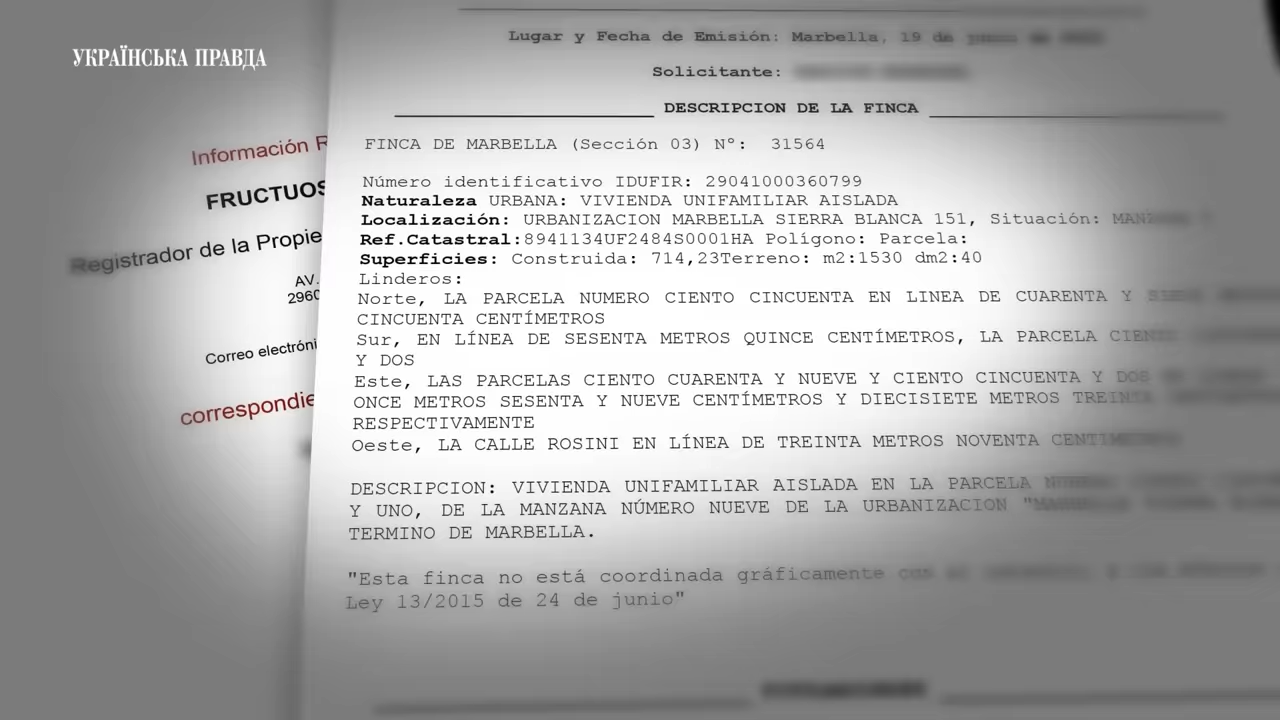 УКРАЇНСЬКА ПРАВДА
Información
FRUCTUOS
Registrador de la Propie
AV.
2960
Correo electróni
correspondie
Lugar y Fecha de Emisión: Marbella, 19 de
Solicitante:
DESCRIPCION DE LA FINCA
FINCA DE MARBELLA (Sección 03) Nº: 31564
Número identificativo IDUFIR: 29041000360799
Naturaleza URBANA: VIVIENDA UNIFAMILIAR AISLADA
Localización: URBANIZACION MARBELLA SIERRA BLANCA 151, Situación:
Ref.Catastral:8941134UF2484S0001HA Polígono: Parcela:
Superficies: Construida: 714,23Terreno: m2:1530 dm2:40
Linderos:
Norte, LA PARCELA NUMERO CIENTO CINCUENTA EN LINEA DE CUARENTA Y
CINCUENTA CENTÍMETROS
Sur, EN LÍNEA DE SESENTA METROS QUINCE CENTÍMETROS, LA PARCELA
Y DOS
Este, LAS PARCELAS CIENTO CUARENTA Y NUEVE Y CIENTO CINCUENTA Y DOS
ONCE METROS SESENTA Y NUEVE CENTÍMETROS Y DIECISIETE METROS TREINTA
RESPECTIVAMENTE
Oeste, LA CALLE ROSINI EN LÍNEA DE TREINTA METROS NOVENTA
DESCRIPCION: VIVIENDA UNIFAMILIAR AISLADA EN LA PARCELA
Y UNO, DE LA MANZANA NÚMERO NUEVE DE LA URBANIZACION
TERMINO DE MARBELLA.
"Esta finca no está coordinada gráficamente
Ley 13/2015 de 24 de junio"